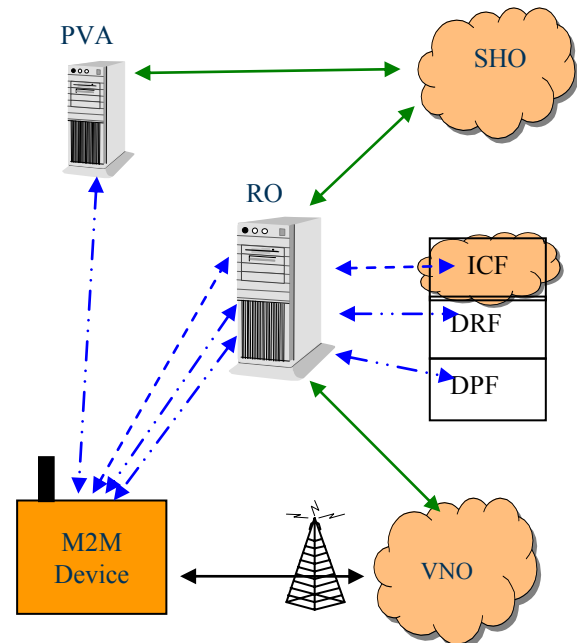 PVA
SHO
RO
ICF
DRF
DPF
M2M
Device
VNO